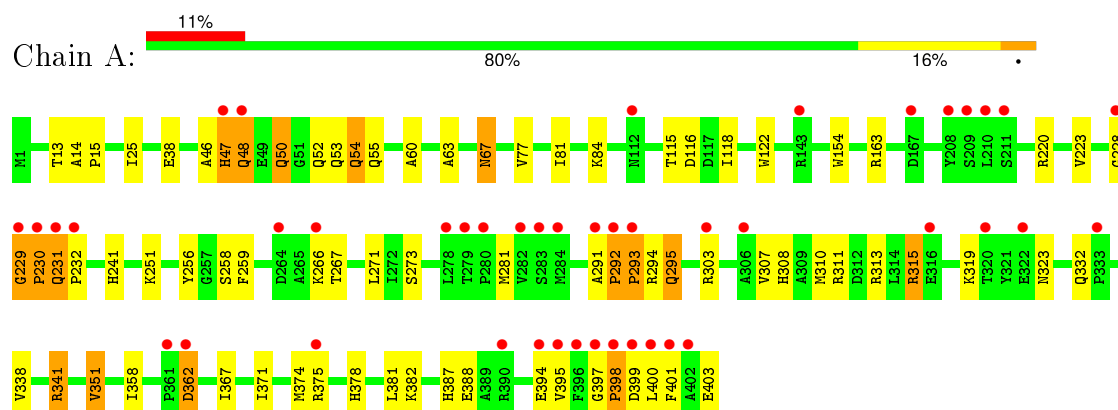 11%
Chain A:
80% 16% •
M1 T13 A14 P15 I25 E38 A46 H47 Q48 E49 Q50 G51 Q52 Q53 Q54 Q55 A60 A63 N67 V77 I81 K84 N112 T115 D116 D117 I118 W122 R143 W154 R163 D167 Y208 S209 L210 S211 R220 V223 G228
G229 P230 Q231 P232 H241 K251 Y256 G257 S258 F259 D264 A265 K266 T267 L271 I272 S273 L278 T279 P280 M281 V282 S283 M284 A291 P292 P293 R294 Q295 R303 A306 V307 H308 A309 M310 R311 D312 R313 L314 R315 E316 K319 T320 Y321 E322 N323 Q332 P333
V338 R341 V351 I358 P361 D362 I367 I371 M374 R375 H378 L381 K382 H387 E388 A389 R390 E394 V395 F396 G397 P398 D399 L400 F401 A402 E403